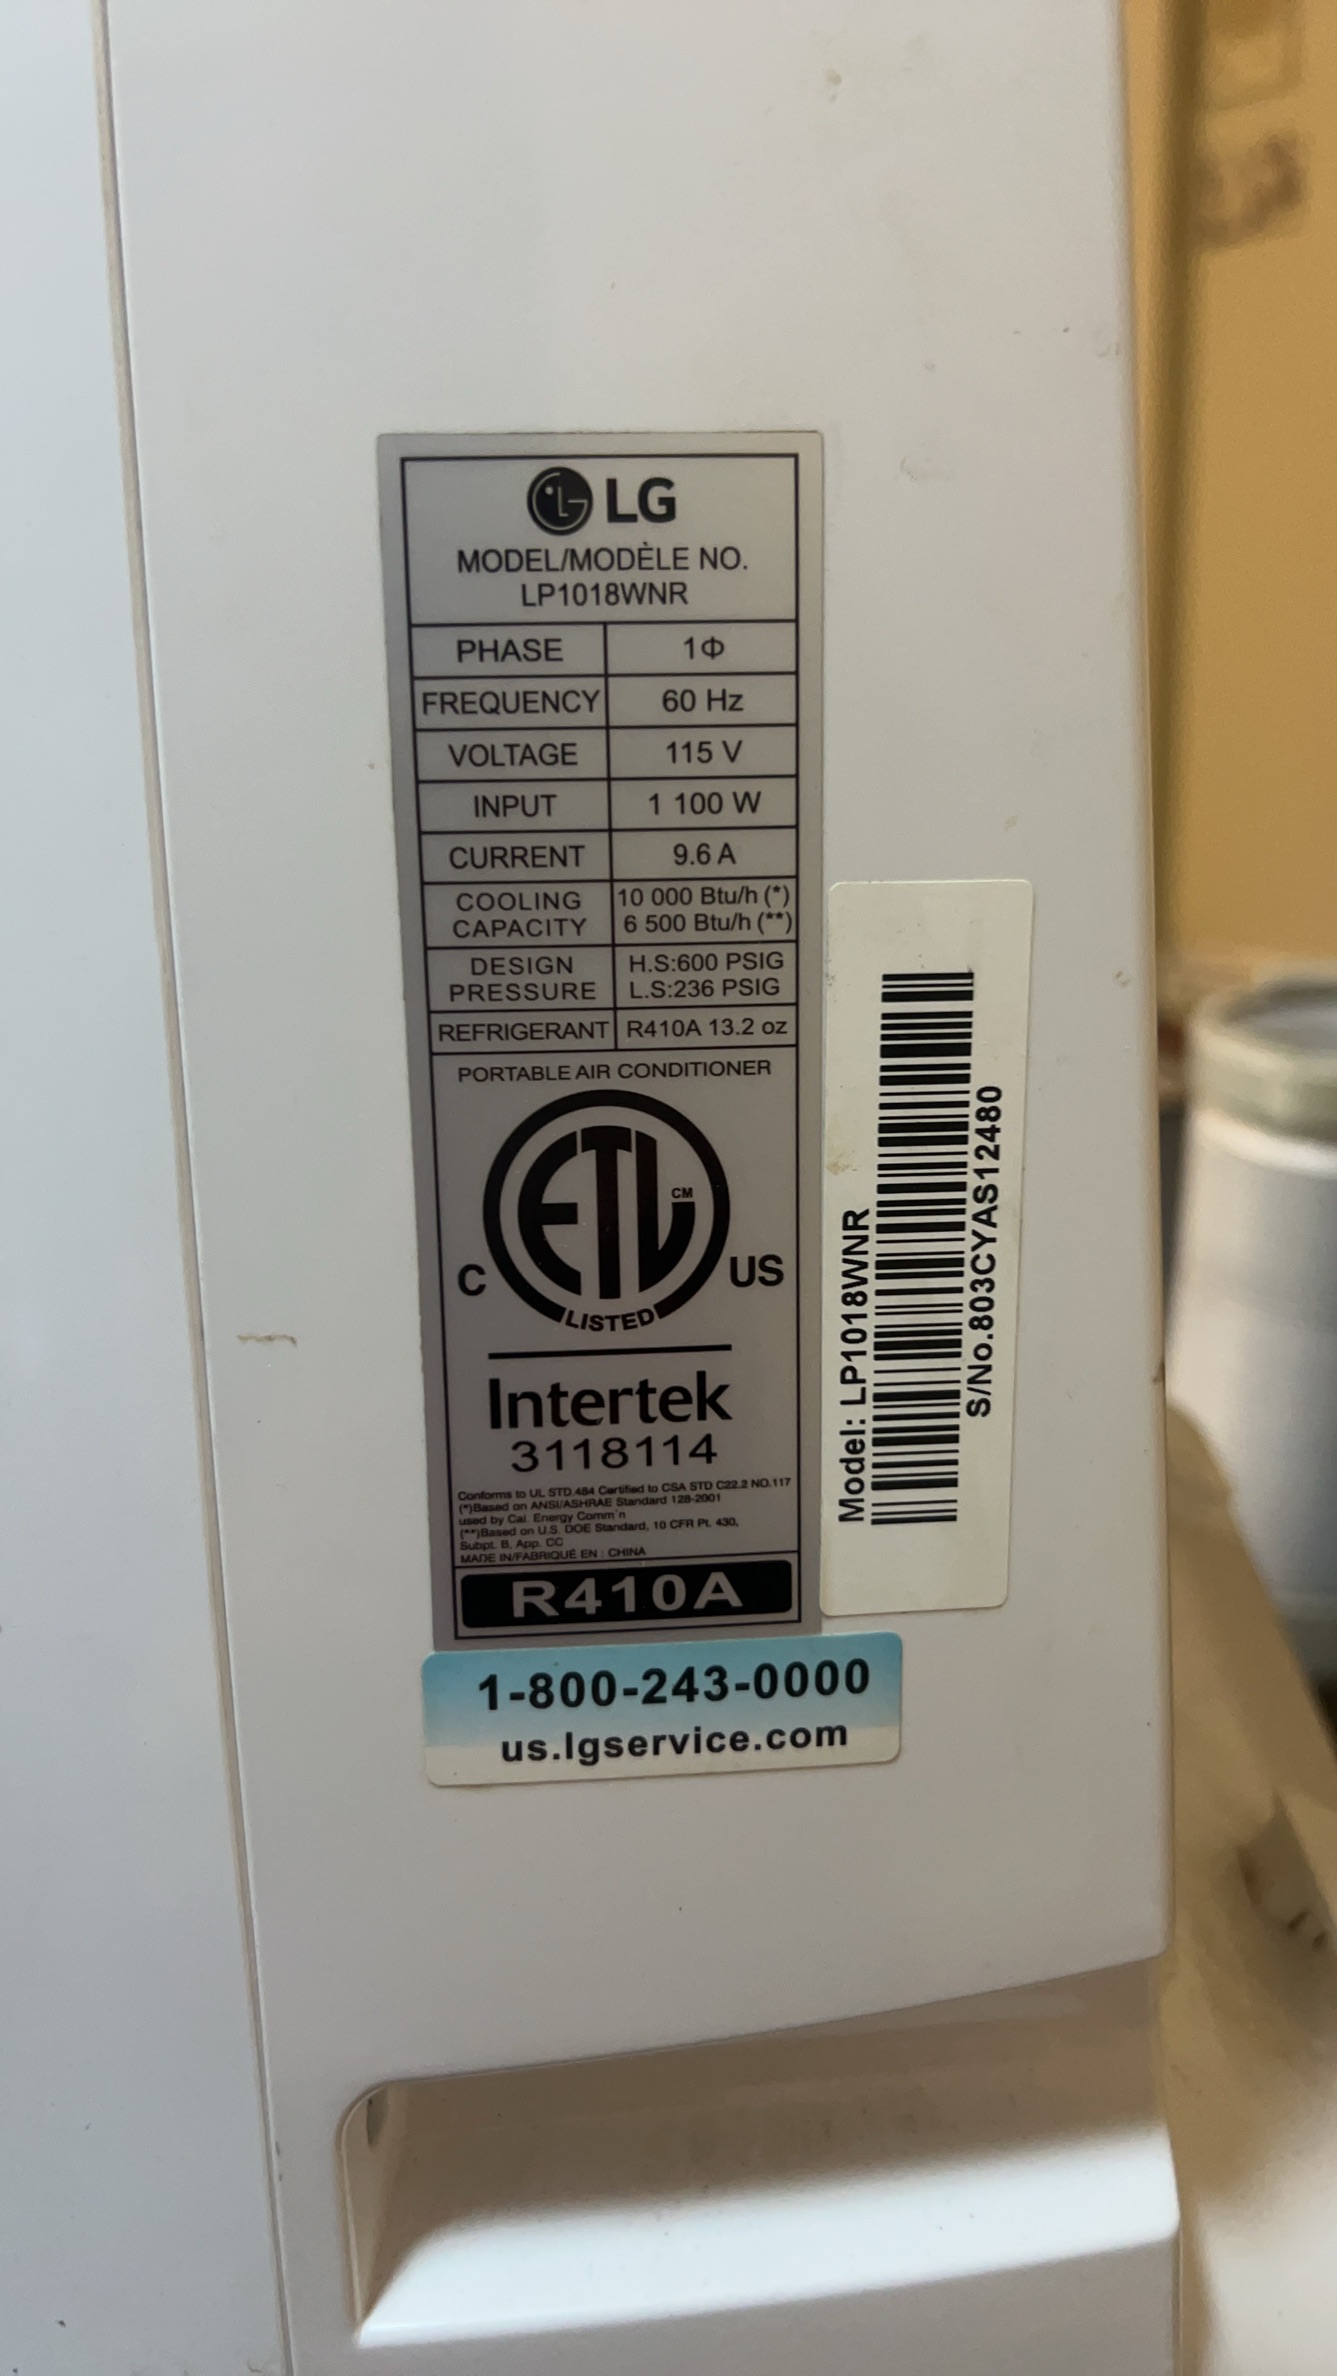 LG
MODEL/MODÈLE NO.
LP1018WNR
PHASE 1Φ
FREQUENCY 60 Hz
VOLTAGE 115 V
INPUT 1 100 W
CURRENT 9.6 A
COOLING CAPACITY 10 000 Btu/h (*)
6 500 Btu/h (**)
DESIGN PRESSURE H.S:600 PSIG
L.S:236 PSIG
REFRIGERANT R410A 13.2 oz
PORTABLE AIR CONDITIONER
ETL CM
C US
LISTED
Intertek
3118114
Conforms to UL STD.484 Certified to CSA STD C22.2 NO.117
(*)Based on ANSI/ASHRAE Standard 128-2001
used by Cal. Energy Comm'n
(**)Based on U.S. DOE Standard, 10 CFR Pt. 430,
Subpt. B, App. CC
MADE IN/FABRIQUÉ EN : CHINA
R410A
Model: LP1018WNR
S/No.803CYAS12480
1-800-243-0000
us.lgservice.com